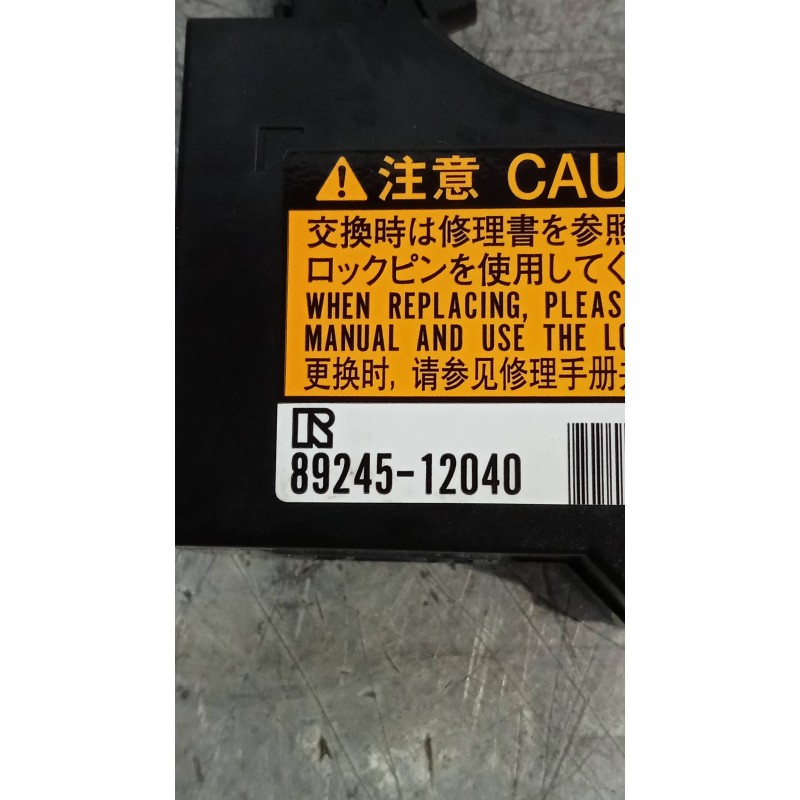 注意 CAU
交換時は修理書を参照
ロックピンを使用してく
WHEN REPLACING, PLEAS
MANUAL AND USE THE LO
更换时, 请参见修理手册
89245-12040